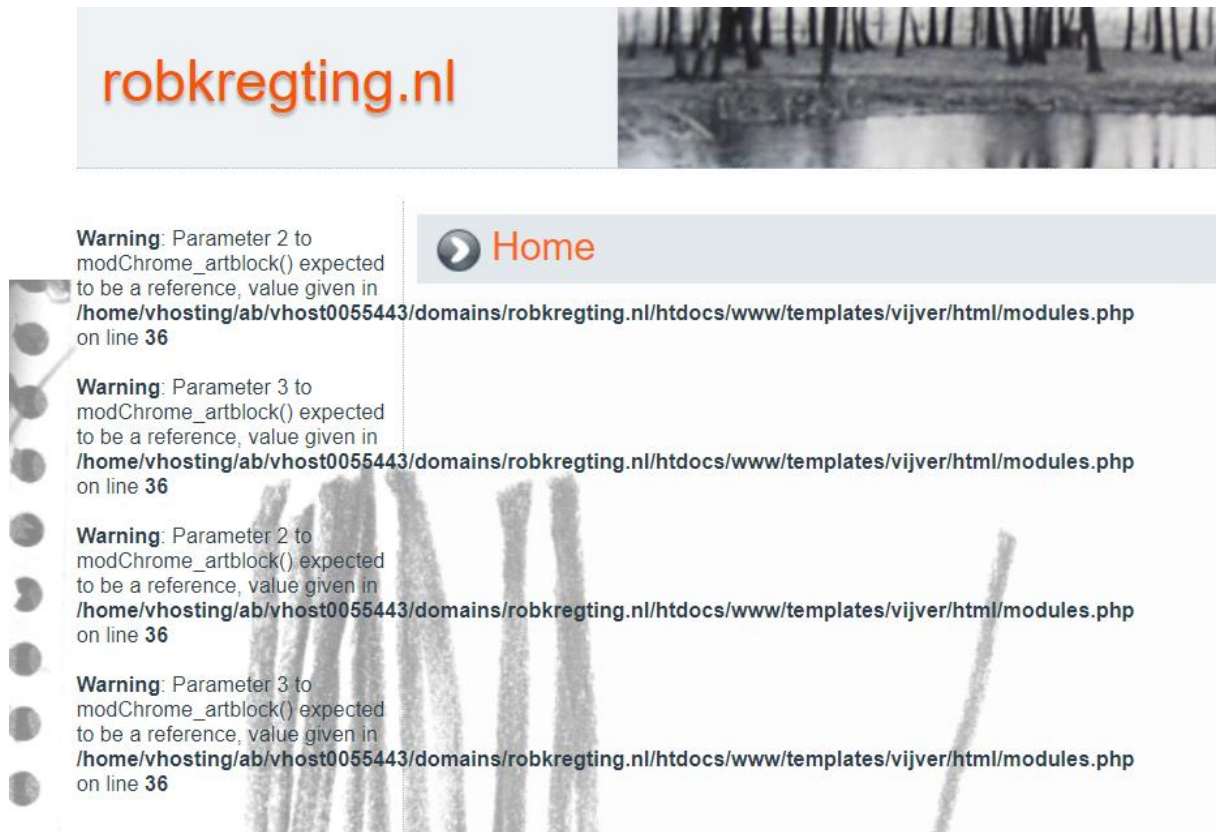 robkregting.nl
Home
Warning: Parameter 2 to
modChrome_artblock() expected
to be a reference, value given in
/home/vhosting/ab/vhost0055443/domains/robkregting.nl/htdocs/www/templates/vijver/html/modules.php
on line 36
Warning: Parameter 3 to
modChrome_artblock() expected
to be a reference, value given in
/home/vhosting/ab/vhost0055443/domains/robkregting.nl/htdocs/www/templates/vijver/html/modules.php
on line 36
Warning: Parameter 2 to
modChrome_artblock() expected
to be a reference, value given in
/home/vhosting/ab/vhost0055443/domains/robkregting.nl/htdocs/www/templates/vijver/html/modules.php
on line 36
Warning: Parameter 3 to
modChrome_artblock() expected
to be a reference, value given in
/home/vhosting/ab/vhost0055443/domains/robkregting.nl/htdocs/www/templates/vijver/html/modules.php
on line 36